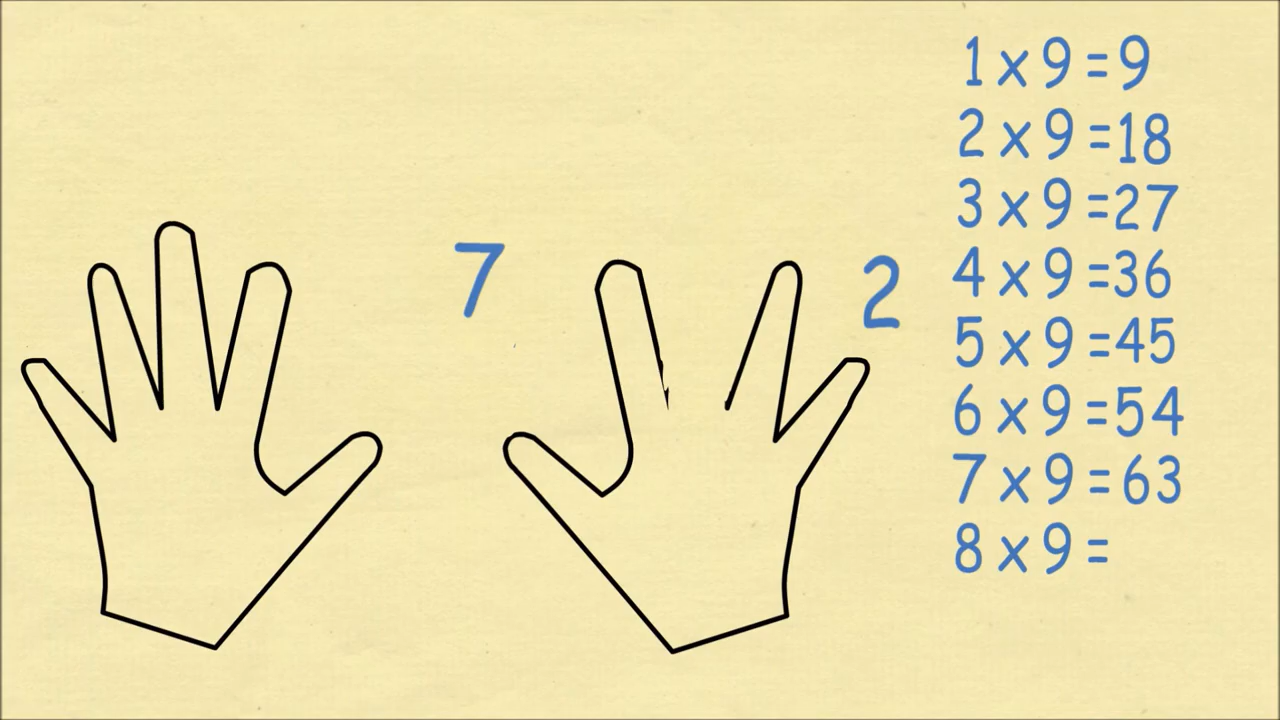 7
2
1 x 9 = 9
2 x 9 =18
3 x 9 =27
4 x 9 =36
5 x 9 =45
6 x 9 =54
7 x 9 =63
8 x 9 =